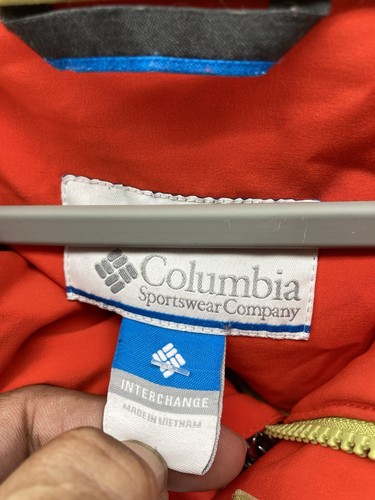 Columbia
Sportswear Company
INTERCHANGE
MADE IN VIETNAM